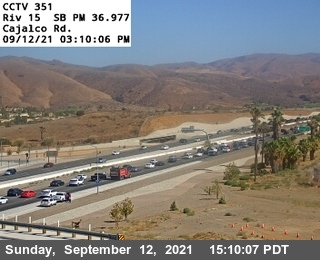 CCTV 351
Riv 15 SB PM 36.977
Cajalco Rd.
09/12/21 03:10:06 PM
Sunday, September 12, 2021 15:10:07 PDT